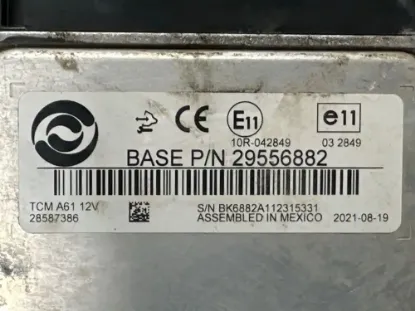 CE E11 e11
10R-042849 03 2849
BASE P/N 29556882
TCM A61 12V
28587386
S/N BK6882A112315331
ASSEMBLED IN MEXICO 2021-08-19